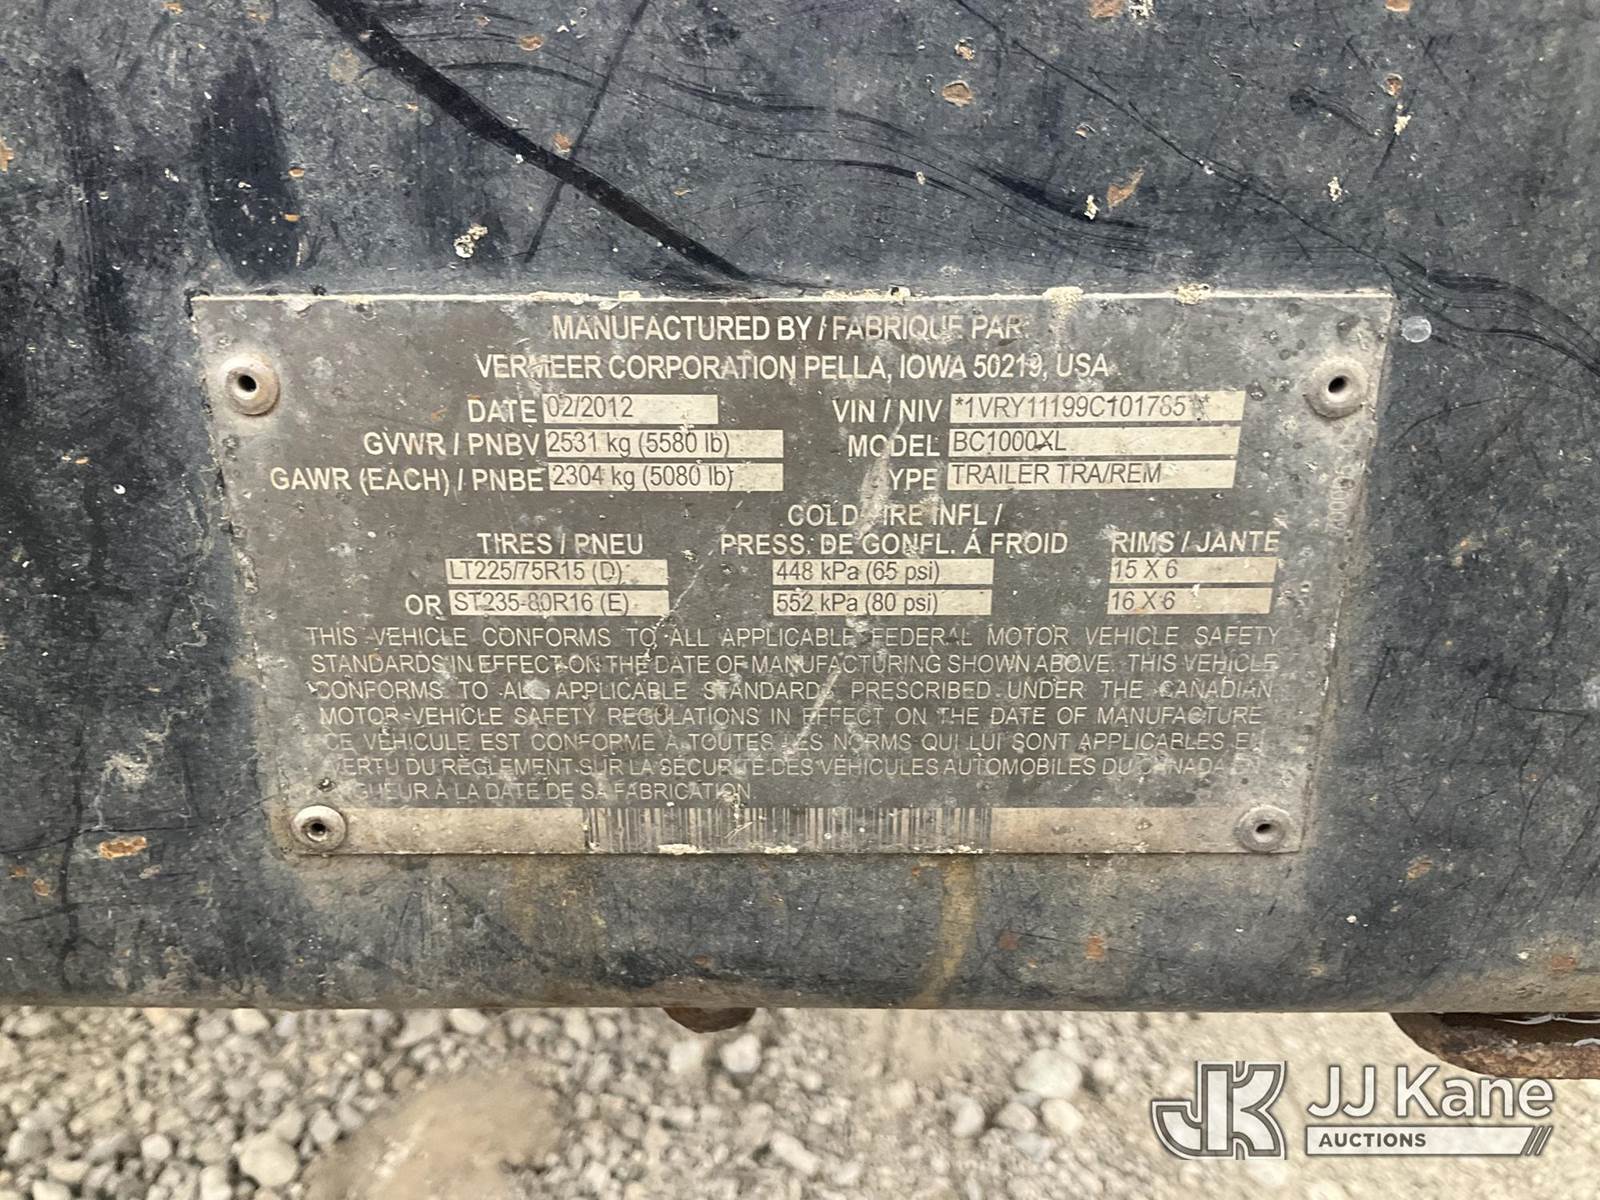 MANUFACTURED BY / FABRIQUE PAR:
VERMEER CORPORATION PELLA, IOWA 50219, USA
DATE 02/2012 VIN / NIV *1VRY11199C1017851*
GVWR / PNBV 2531 kg (5580 lb) MODEL BC1000XL
GAWR (EACH) / PNBE 2304 kg (5080 lb) YPE TRAILER TRA/REM
COLD IRE INFL /
TIRES / PNEU PRESS. DE GONFL. Á FROID RIMS / JANTE
LT225/75R15 (D) 448 kPa (65 psi) 15 X 6
OR ST235-80R16 (E) 552 kPa (80 psi) 16 X 6
THIS VEHICLE CONFORMS TO ALL APPLICABLE FEDERAL MOTOR VEHICLE SAFETY
STANDARDS IN EFFECT ON THE DATE OF MANUFACTURING SHOWN ABOVE. THIS VEHICLE
CONFORMS TO ALL APPLICABLE STANDARDS PRESCRIBED UNDER THE CANADIAN
MOTOR VEHICLE SAFETY REGULATIONS IN EFFECT ON THE DATE OF MANUFACTURE
CE VÉHICULE EST CONFORME À TOUTES LES NORMS QUI LUI SONT APPLICABLES EN
VERTU DU RÈGLEMENT SUR LA SÉCURITÉ DES VÉHICULES AUTOMOBILES DU CANADA EN
VIGUEUR À LA DATE DE SA FABRICATION
JK JJ Kane
AUCTIONS